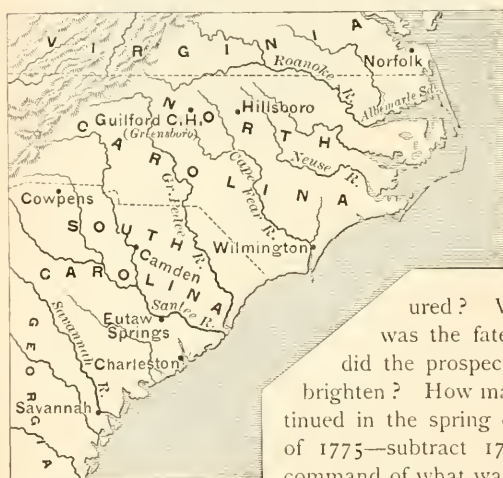 VIRGINIA
Roanoke R.
Norfolk
Albemarle Sd.
Guilford C.H.
(Greensboro)
Hillsboro
NORTH
CAROLINA
Neuse R.
Cape Fear R.
Gr. Pedee R.
Cowpens
SOUTH
CAROLINA
Camden
Wilmington
Santee R.
Eutaw
Springs
Charleston
Savannah R.
Savannah
GEORGIA
ured ?
was the fate
did the prospec
brighten ? How ma
tinued in the spring
of 1775—subtract 17
command of what wa